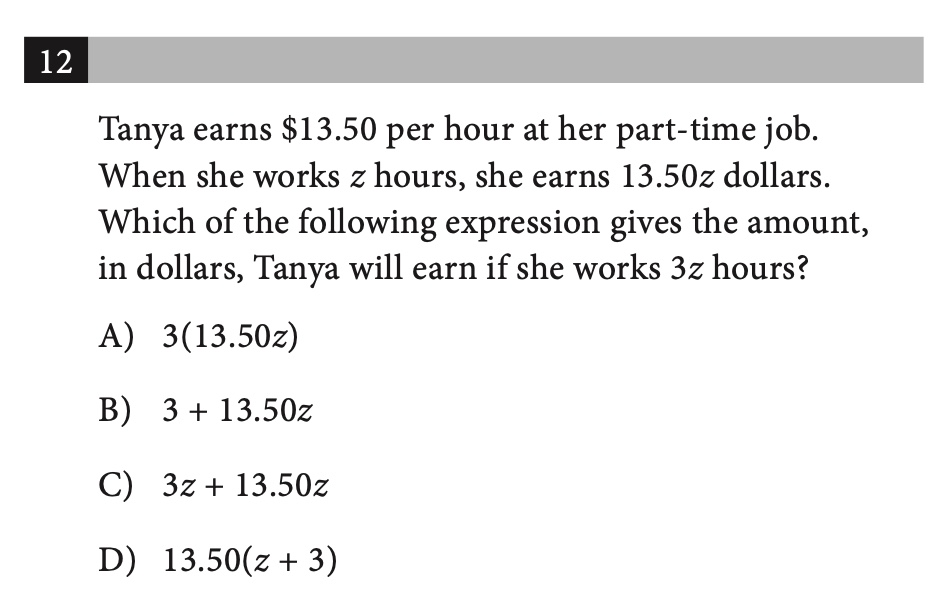 12
Tanya earns $13.50 per hour at her part-time job.
When she works z hours, she earns 13.50z dollars.
Which of the following expression gives the amount,
in dollars, Tanya will earn if she works 3z hours?
A) 3(13.50z)
B) 3 + 13.50z
C) 3z + 13.50z
D) 13.50(z + 3)